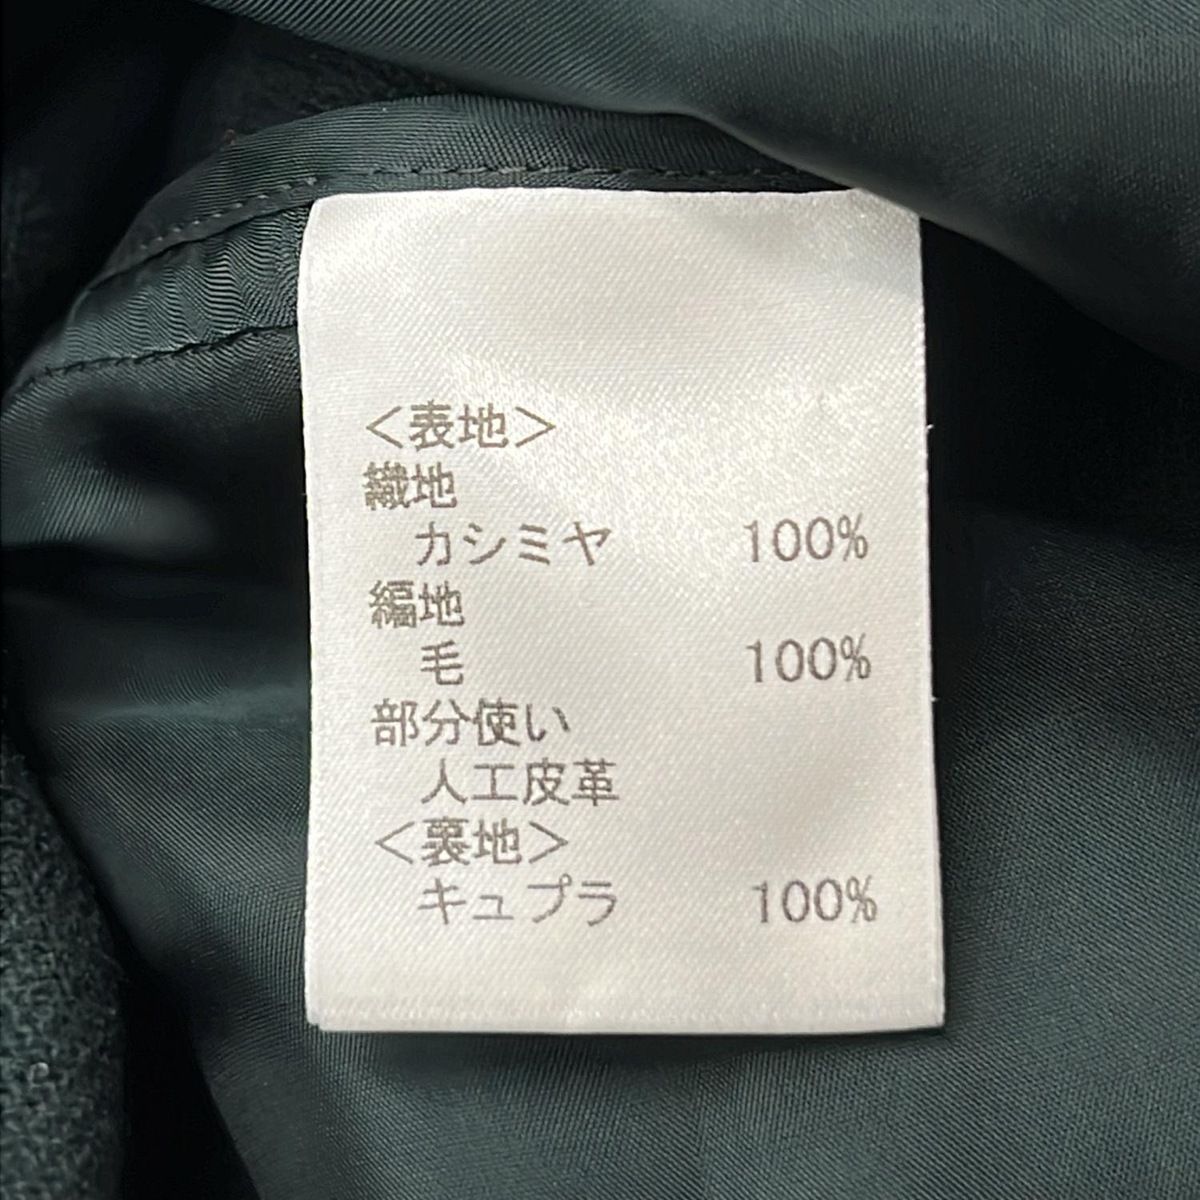 ＜表地＞
織地
カシミヤ 100%
編地
毛 100%
部分使い
人工皮革
＜裏地＞
キュプラ 100%